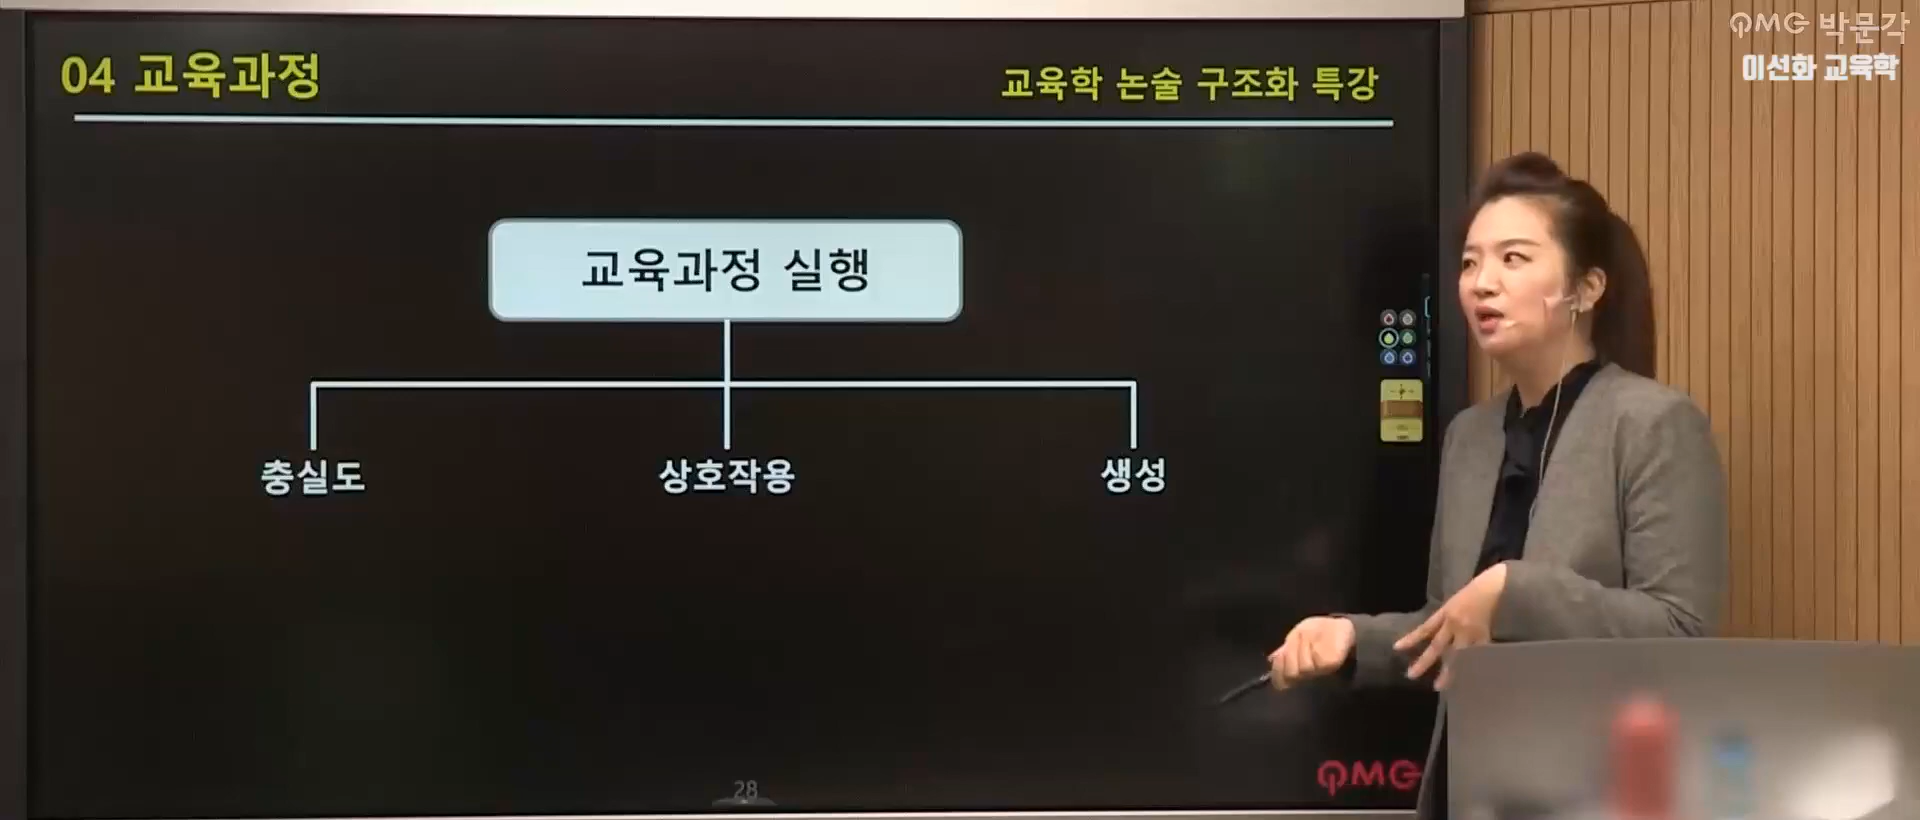 PMG 박문각
이선화 교육학
04 교육과정
교육학 논술 구조화 특강
교육과정 실행
충실도
상호작용
생성
28
PMG